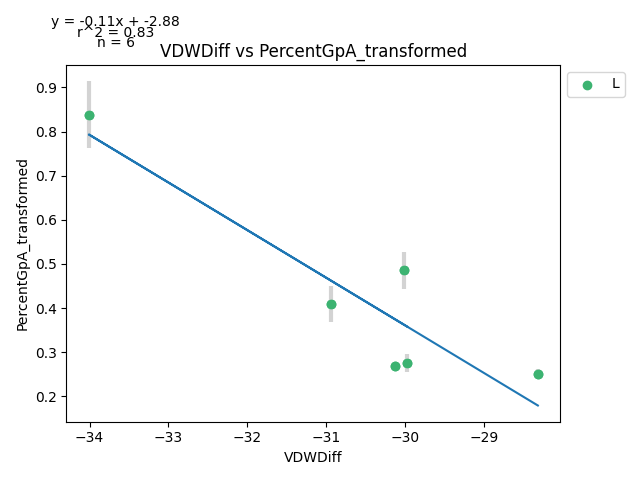 y = -0.11x + -2.88
r^2 = 0.83
n = 6
VDWDiff vs PercentGpA_transformed
L
0.9
0.8
0.7
0.6
0.5
0.4
0.3
0.2
PercentGpA_transformed
−34
−33
−32
−31
−30
−29
VDWDiff